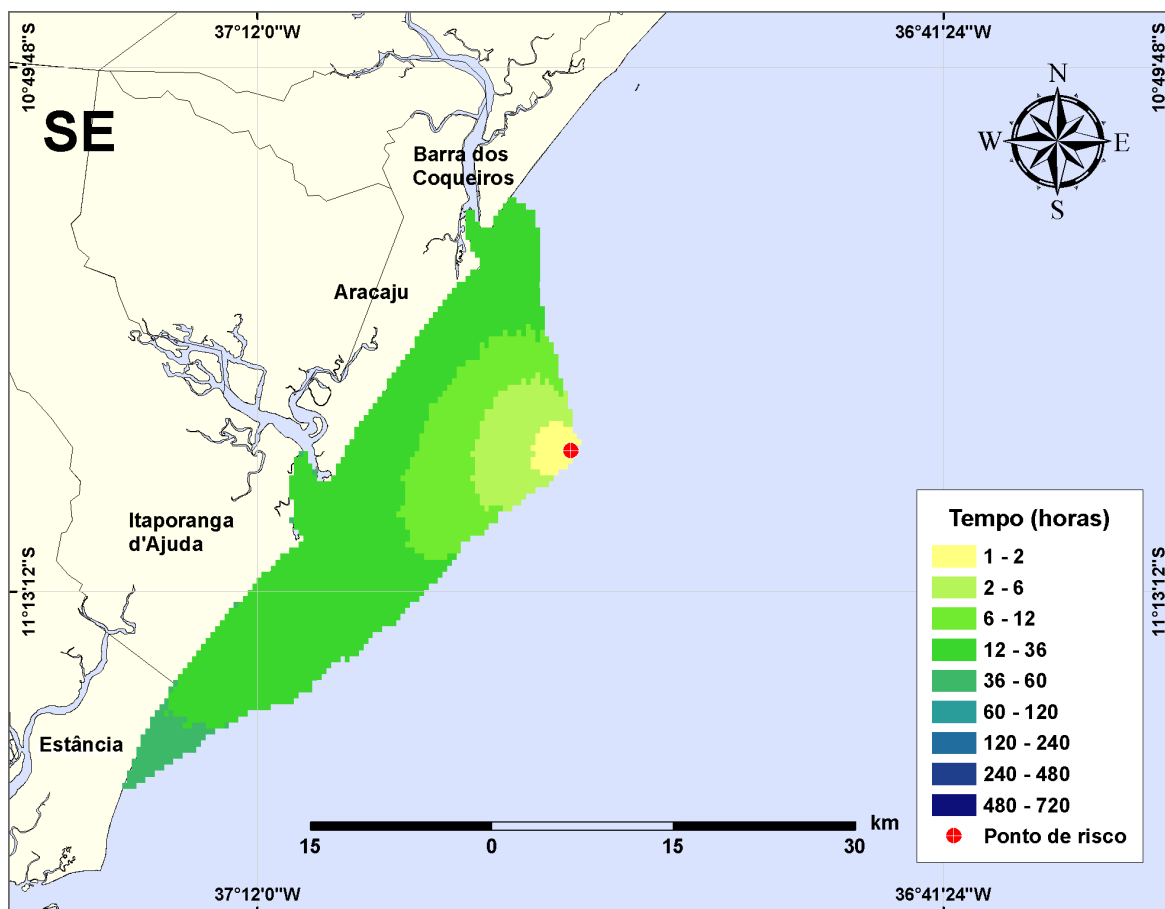 37°12'0"W
36°41'24"W
10°49'48"S
10°49'48"S
SE
N
W
E
S
Barra dos
Coqueiros
Aracaju
Itaporanga
d'Ajuda
Estância
11°13'12"S
11°13'12"S
Tempo (horas)
1 - 2
2 - 6
6 - 12
12 - 36
36 - 60
60 - 120
120 - 240
240 - 480
480 - 720
Ponto de risco
km
15
0
15
30
37°12'0"W
36°41'24"W